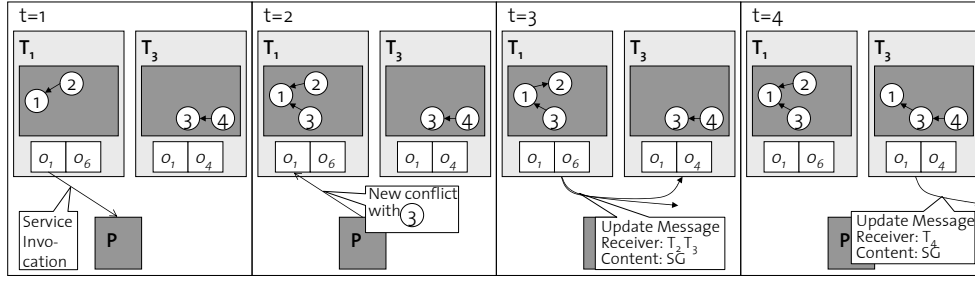 t=1
T1
2
1
T3
3 4
o1 o6
o1 o4
Service
Invo-
cation
P
t=2
T1
2
1
3
T3
3 4
o1 o6
o1 o4
New conflict
with 3
P
t=3
T1
2
1
3
T3
3 4
o1 o6
o1 o4
Update Message
Receiver: T2 T3
Content: SG
t=4
T1
2
1
3
T3
1
3 4
o1 o6
o1 o4
P
Update Message
Receiver: T4
Content: SG